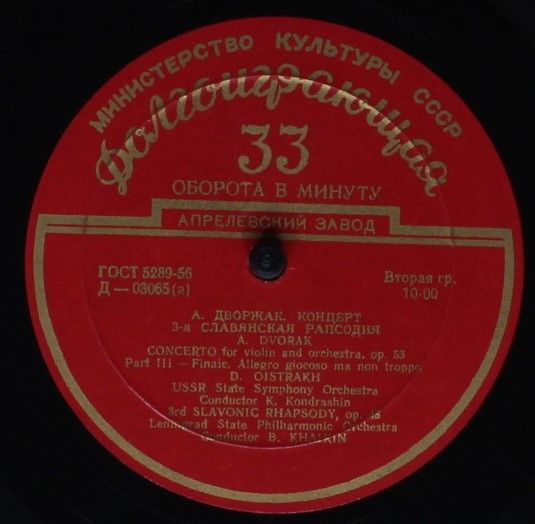 МИНИСТЕРСТВО КУЛЬТУРЫ СССР
Долгоиграющая
33
ОБОРОТА В МИНУТУ
АПРЕЛЕВСКИЙ ЗАВОД
ГОСТ 5289-56
Д — 03065 (а)
Вторая гр.
10-00
А. ДВОРЖАК. КОНЦЕРТ
3-я СЛАВЯНСКАЯ РАПСОДИЯ
A. DVORAK
CONCERTO for violin and orchestra, op. 53
Part III — Finale. Allegro giocoso ma non troppo
D. OISTRAKH
USSR State Symphony Orchestra
Conductor K. Kondrashin
3rd SLAVONIC RHAPSODY, op.
Leningrad State Philharmonic Orchestra
Conductor B. KHAIKIN